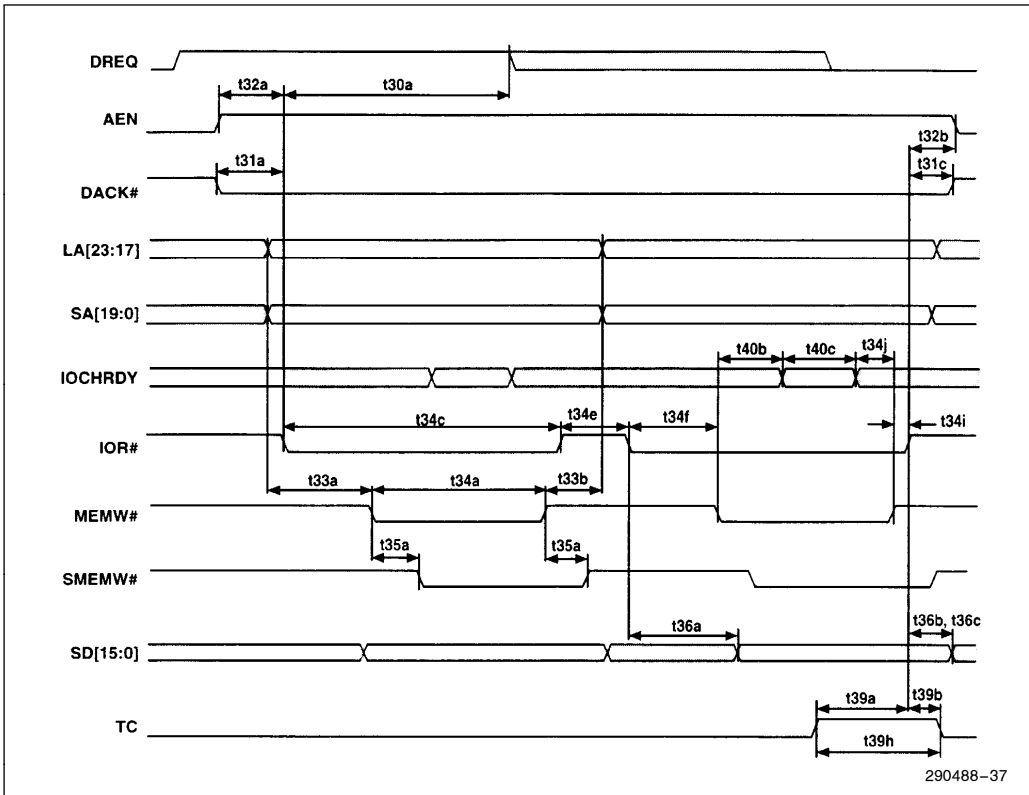 DREQ
t32a
t30a
AEN
t32b
t31a
t31c
DACK#
LA[23:17]
SA[19:0]
t40b
t40c
t34j
IOCHRDY
t34c
t34e
t34f
t34i
IOR#
t33a
t34a
t33b
MEMW#
t35a
t35a
SMEMW#
t36a
t36b, t36c
SD[15:0]
t39a
t39b
TC
t39h
290488–37